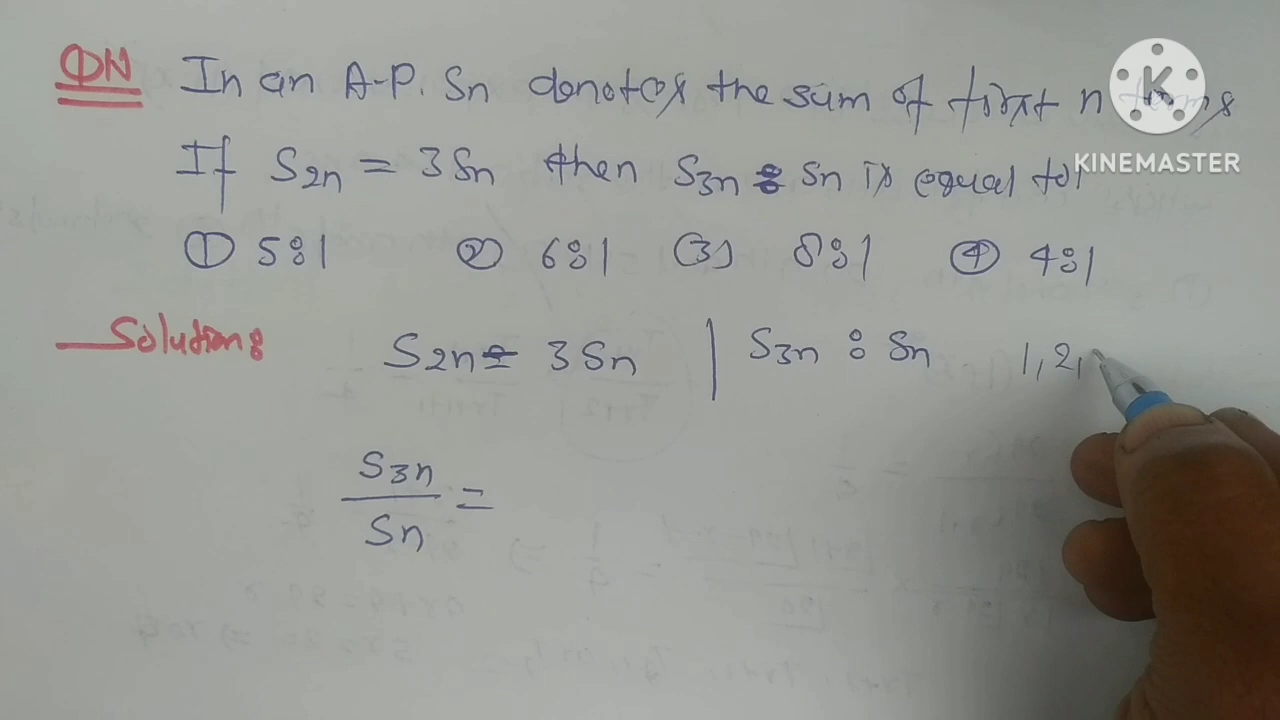 QN In an A-P. Sn denotes the sum of first n terms
If S2n = 3Sn then S3n : Sn is equal to:
① 5:1 ② 6:1 (3) 8:1 ④ 4:1
Solution: S2n = 3Sn | S3n : Sn 1, 2,
S3n
Sn
=
K
KINEMASTER